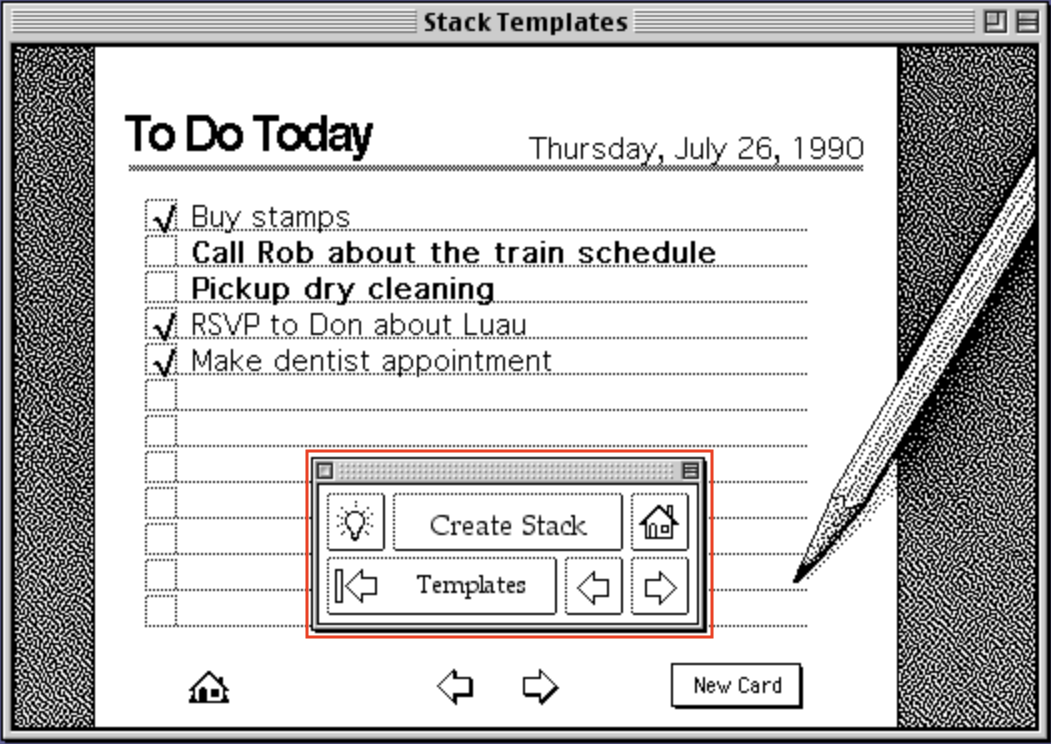 Stack Templates
To Do Today
Thursday, July 26, 1990
Buy stamps
Call Rob about the train schedule
Pickup dry cleaning
RSVP to Don about Luau
Make dentist appointment
Create Stack
Templates
New Card